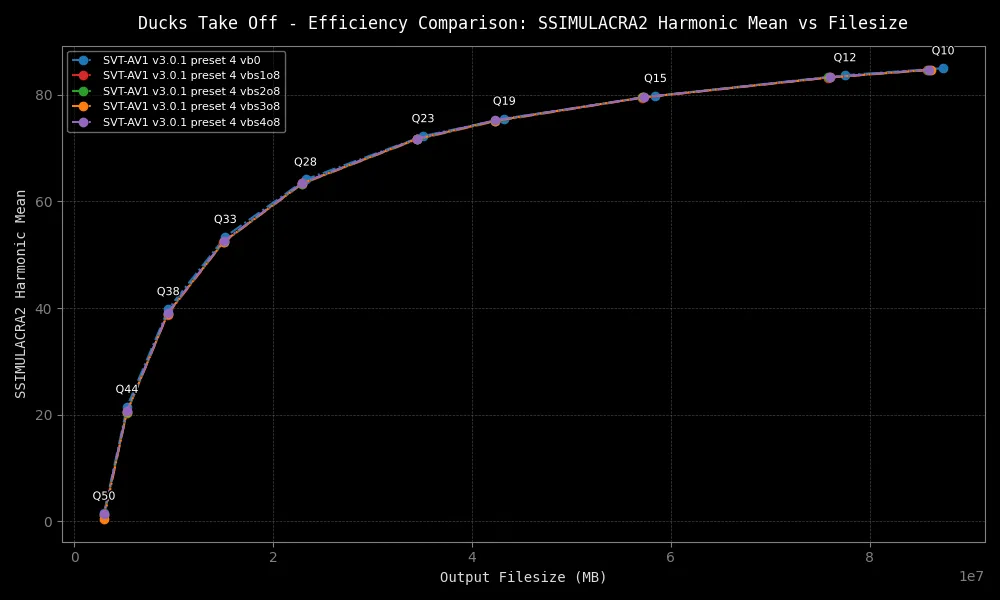 Ducks Take Off - Efficiency Comparison: SSIMULACRA2 Harmonic Mean vs Filesize
SVT-AV1 v3.0.1 preset 4 vb0
SVT-AV1 v3.0.1 preset 4 vbs1o8
SVT-AV1 v3.0.1 preset 4 vbs2o8
SVT-AV1 v3.0.1 preset 4 vbs3o8
SVT-AV1 v3.0.1 preset 4 vbs4o8
Q10
Q12
Q15
Q19
Q23
Q28
Q33
Q38
Q44
Q50
80
60
40
20
0
SSIMULACRA2 Harmonic Mean
0 2 4 6 8
1e7
Output Filesize (MB)